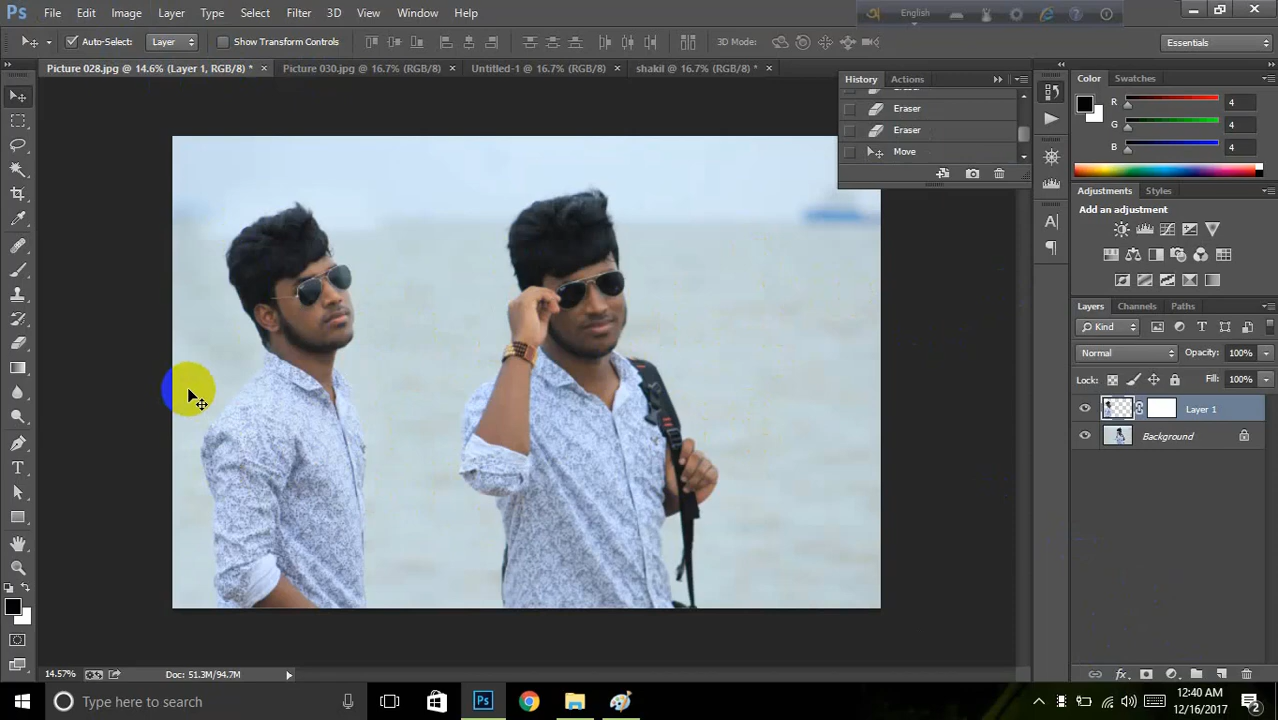 Ps File Edit Image Layer Type Select Filter 3D View Window Help
English
Auto-Select: Layer Show Transform Controls 3D Mode: Essentials
Picture 028.jpg @ 14.6% (Layer 1, RGB/8) * × Picture 030.jpg @ 16.7% (RGB/8) × Untitled-1 @ 16.7% (RGB/8) × shakil @ 16.7% (RGB/8) * ×
History Actions
Eraser
Eraser
Eraser
Move
Color Swatches
R 4
G 4
B 4
Adjustments Styles
Add an adjustment
Layers Channels Paths
Kind
Normal Opacity: 100%
Lock: Fill: 100%
Layer 1
Background
14.57% Doc: 51.3M/94.7M
Type here to search
12:40 AM
12/16/2017
2